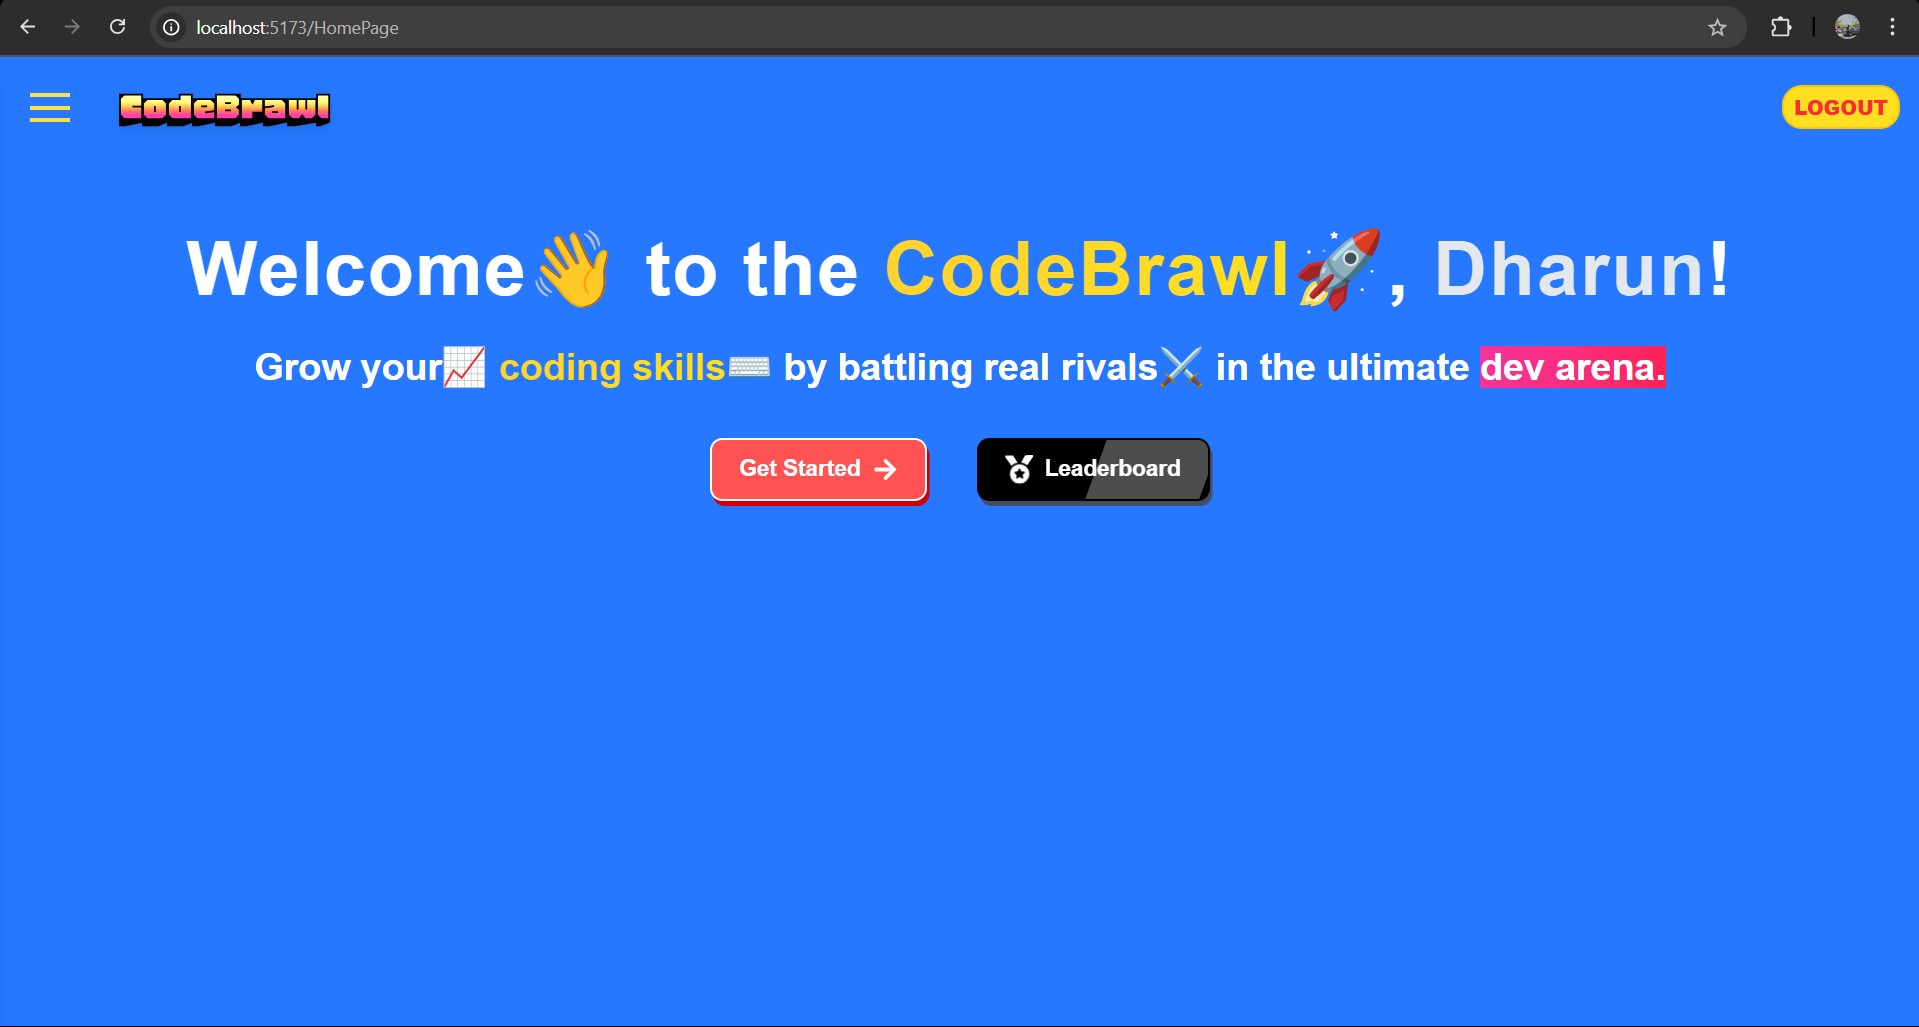 localhost:5173/HomePage
CodeBrawl
LOGOUT
Welcome👋 to the CodeBrawl🚀, Dharun!
Grow your📈 coding skills⌨️ by battling real rivals⚔️ in the ultimate dev arena.
Get Started →
Leaderboard